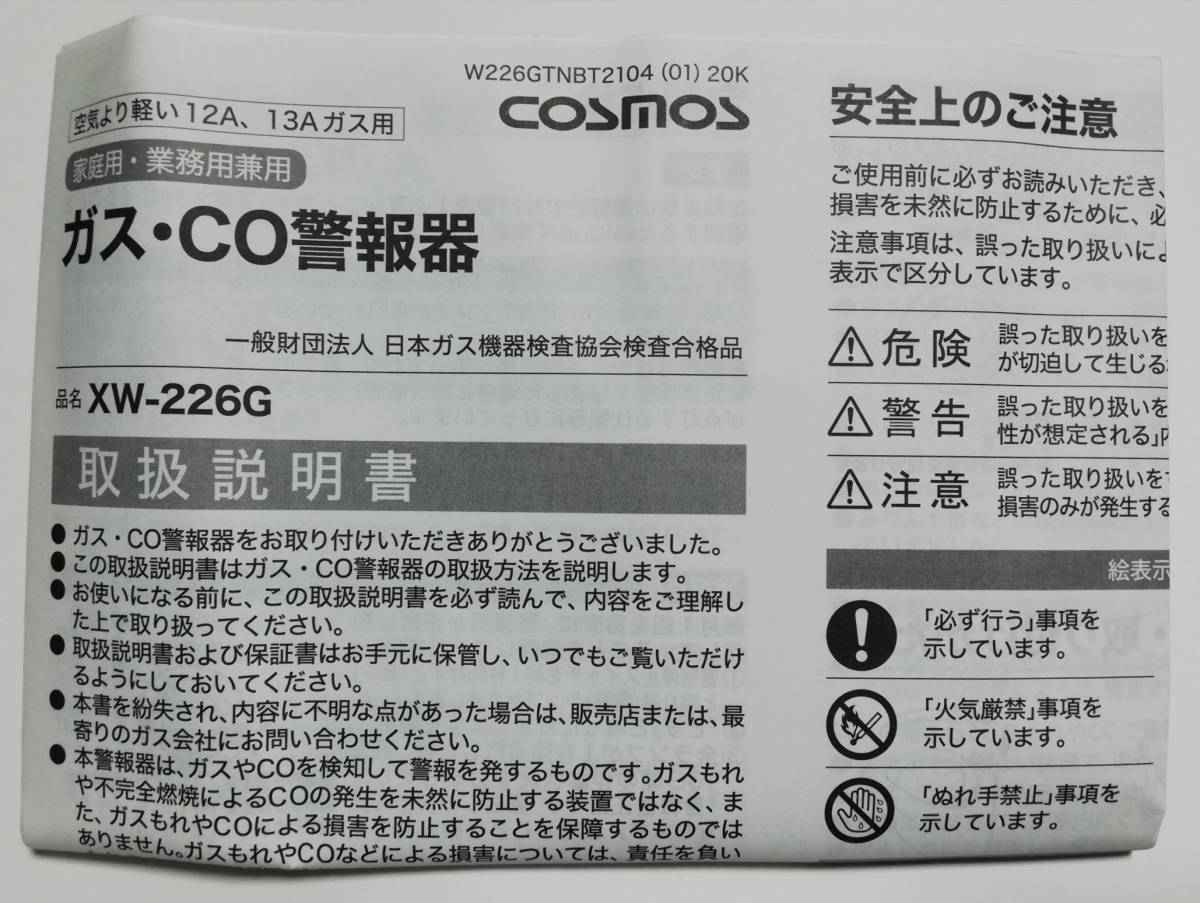 W226GTNBT2104 (01) 20K
COSMOS
空気より軽い12A、13Aガス用
家庭用・業務用兼用
ガス・CO警報器
一般財団法人 日本ガス機器検査協会検査合格品
品名 XW-226G
取扱説明書
● ガス・CO警報器をお取り付けいただきありがとうございました。
● この取扱説明書はガス・CO警報器の取扱方法を説明します。
● お使いになる前に、この取扱説明書を必ず読んで、内容をご理解し
た上で取り扱ってください。
● 取扱説明書および保証書はお手元に保管し、いつでもご覧いただけ
るようにしておいてください。
● 本書を紛失され、内容に不明な点があった場合は、販売店または、最
寄りのガス会社にお問い合わせください。
● 本警報器は、ガスやCOを検知して警報を発するものです。ガスもれ
や不完全燃焼によるCOの発生を未然に防止する装置ではなく、ま
た、ガスもれやCOによる損害を防止することを保障するものでは
ありません。ガスもれやCOなどによる損害については、責任を負い
安全上のご注意
ご使用前に必ずお読みいただき、
損害を未然に防止するために、必
注意事項は、誤った取り扱いによ
表示で区分しています。
⚠危険 誤った取り扱いを
が切迫して生じる
⚠警告 誤った取り扱いを
性が想定される」内
⚠注意 誤った取り扱いをす
損害のみが発生する
絵表示
「必ず行う」事項を
示しています。
「火気厳禁」事項を
示しています。
「ぬれ手禁止」事項を
示しています。